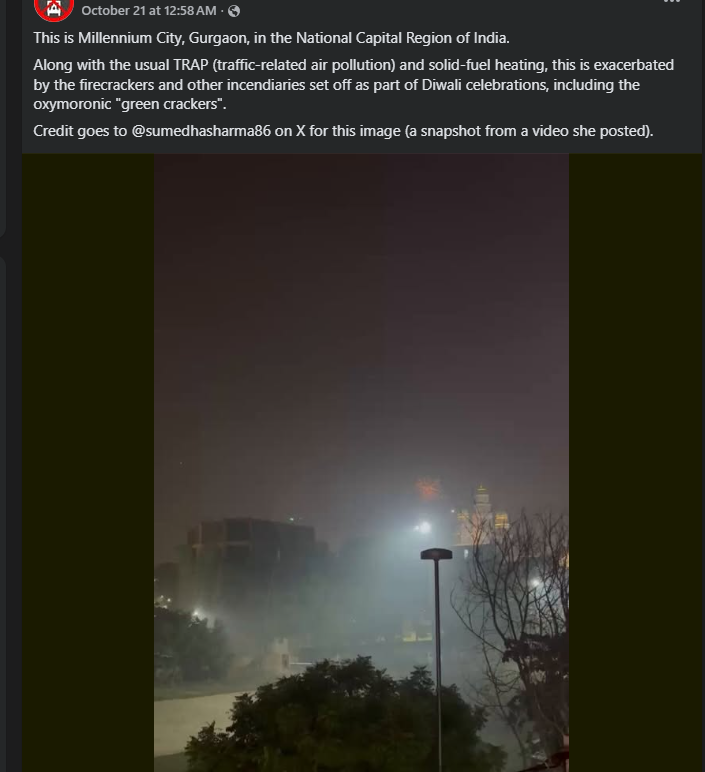 October 21 at 12:58 AM ·
This is Millennium City, Gurgaon, in the National Capital Region of India.
Along with the usual TRAP (traffic-related air pollution) and solid-fuel heating, this is exacerbated
by the firecrackers and other incendiaries set off as part of Diwali celebrations, including the
oxymoronic "green crackers".
Credit goes to @sumedhasharma86 on X for this image (a snapshot from a video she posted).